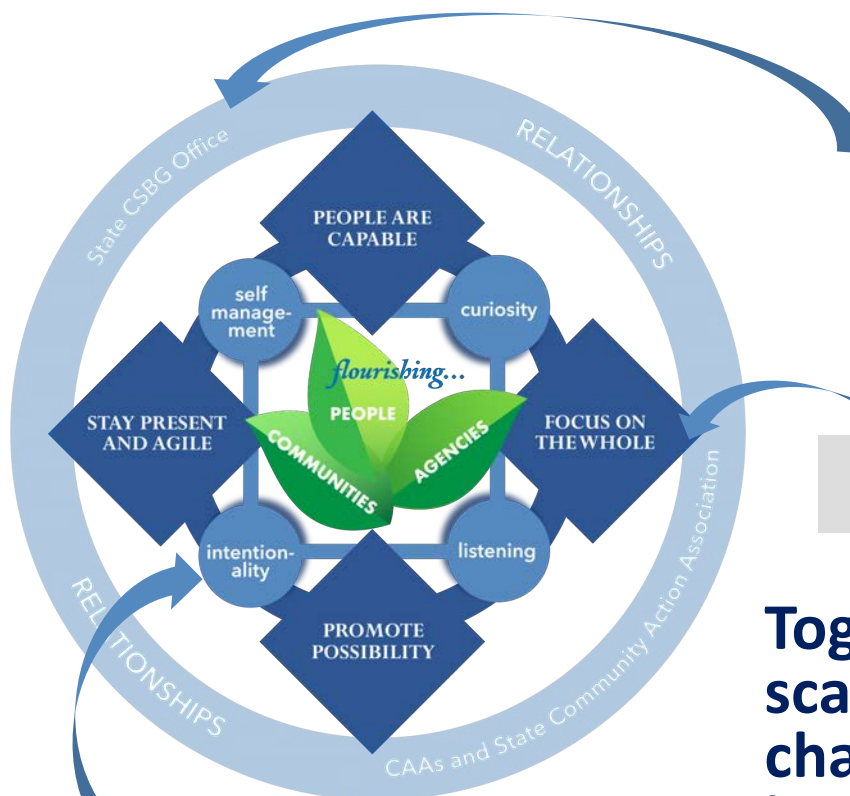 State CSBG Office
RELATIONSHIPS
PEOPLE ARE
CAPABLE
self
manage-
ment
curiosity
flourishing...
PEOPLE
COMMUNITIES
AGENCIES
STAY PRESENT
AND AGILE
FOCUS ON
THE WHOLE
intention-
ality
listening
PROMOTE
POSSIBILITY
RELATIONSHIPS
CAAs and State Community Action Association
Tog
sca
cha